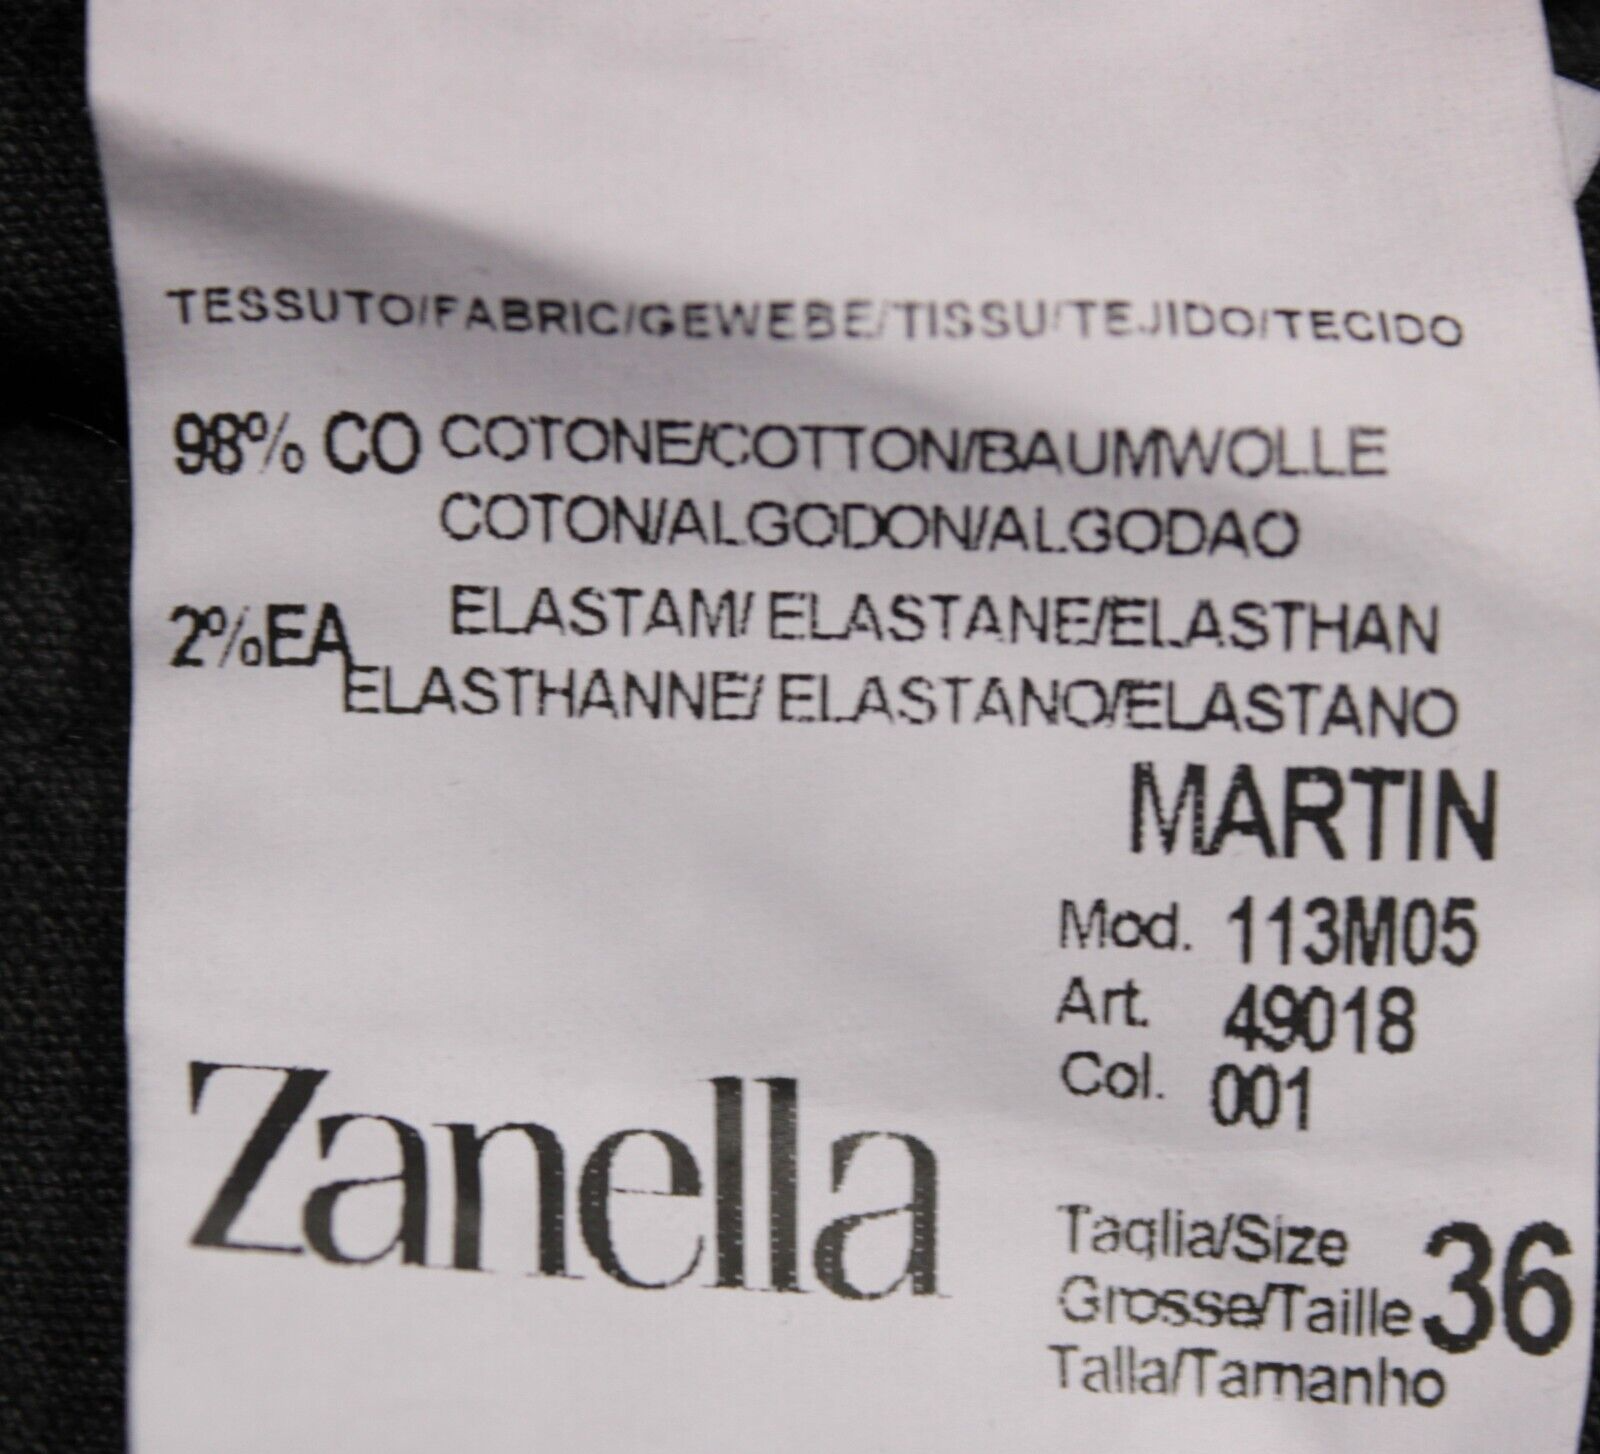 TESSUTO/FABRIC/GEWEBE/TISSU/TEJIDO/TECIDO
98% CO COTONE/COTTON/BAUMWOLLE
COTON/ALGODON/ALGODAO
2%EA ELASTAM/ ELASTANE/ELASTHAN
ELASTHANNE/ ELASTANO/ELASTANO
MARTIN
Mod. 113M05
Art. 49018
Col. 001
Zanella
Taglia/Size
Grosse/Taille 36
Talla/Tamanho